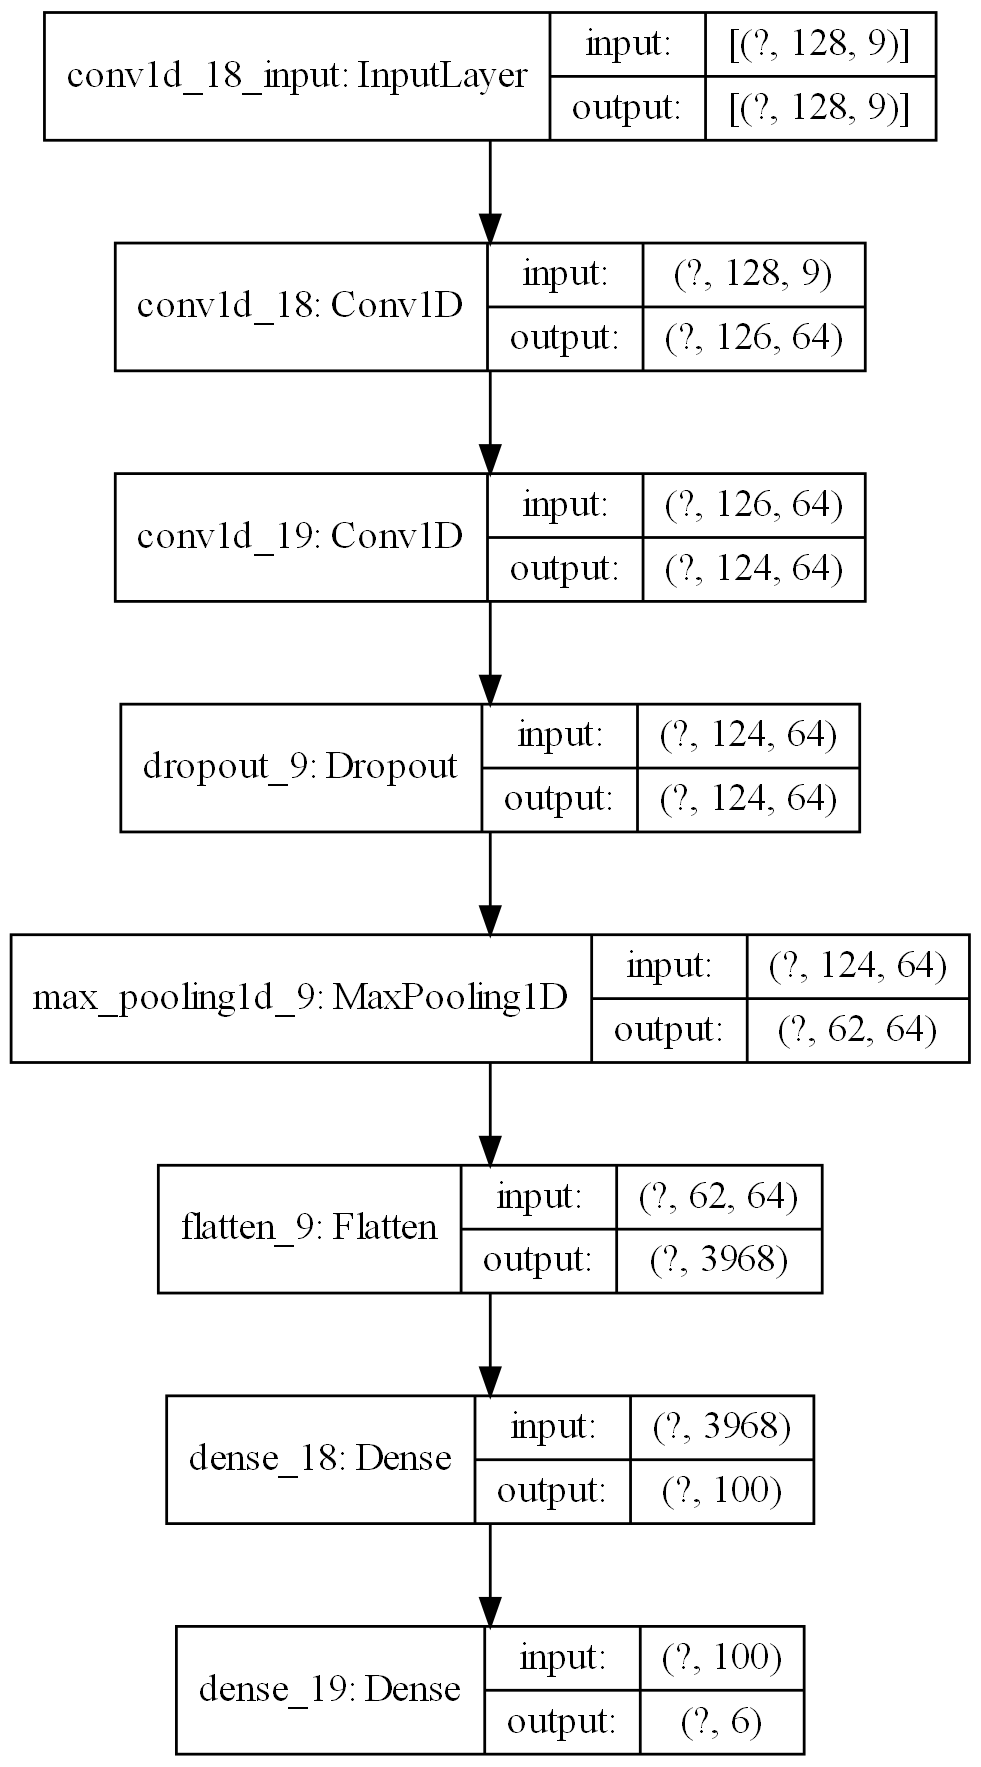 conv1d_18_input: InputLayer
input: [(?, 128, 9)]
output: [(?, 128, 9)]
conv1d_18: Conv1D
input: (?, 128, 9)
output: (?, 126, 64)
conv1d_19: Conv1D
input: (?, 126, 64)
output: (?, 124, 64)
dropout_9: Dropout
input: (?, 124, 64)
output: (?, 124, 64)
max_pooling1d_9: MaxPooling1D
input: (?, 124, 64)
output: (?, 62, 64)
flatten_9: Flatten
input: (?, 62, 64)
output: (?, 3968)
dense_18: Dense
input: (?, 3968)
output: (?, 100)
dense_19: Dense
input: (?, 100)
output: (?, 6)